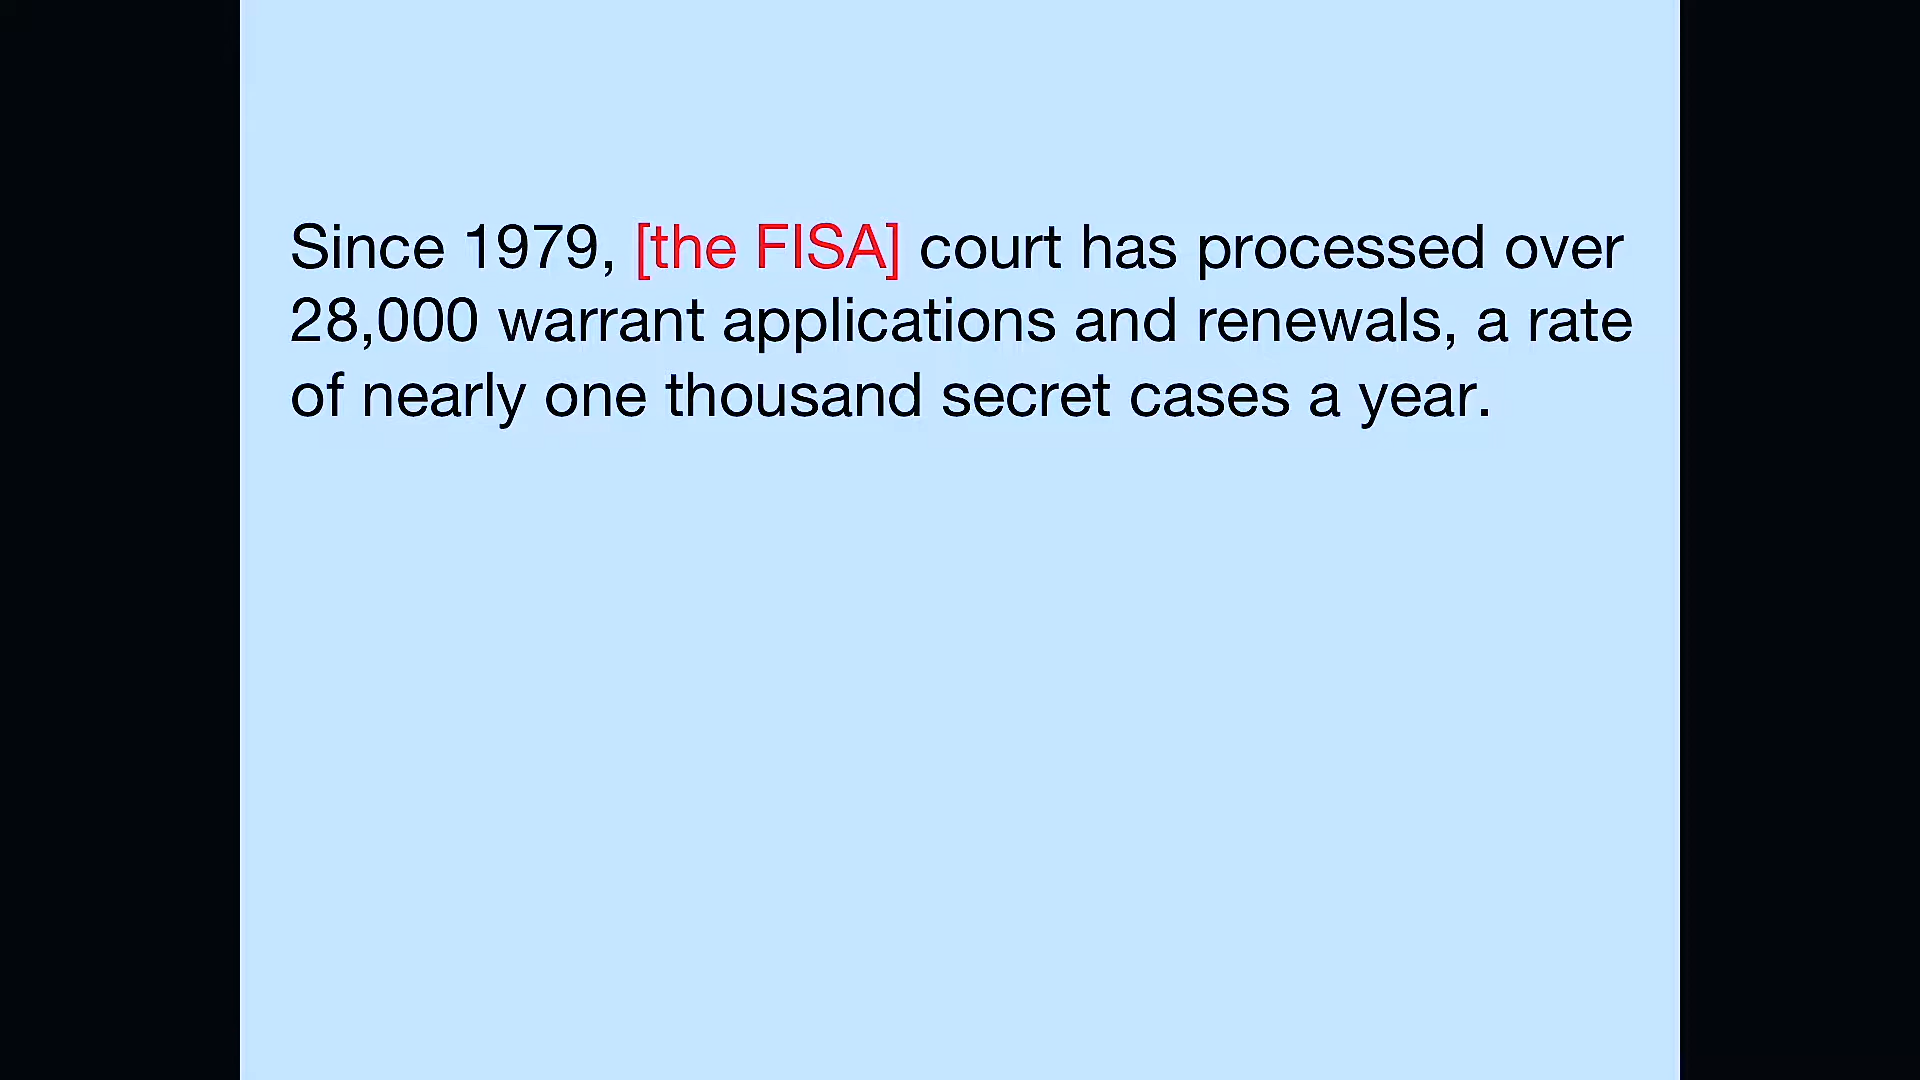 Since 1979, [the FISA] court has processed over
28,000 warrant applications and renewals, a rate
of nearly one thousand secret cases a year.